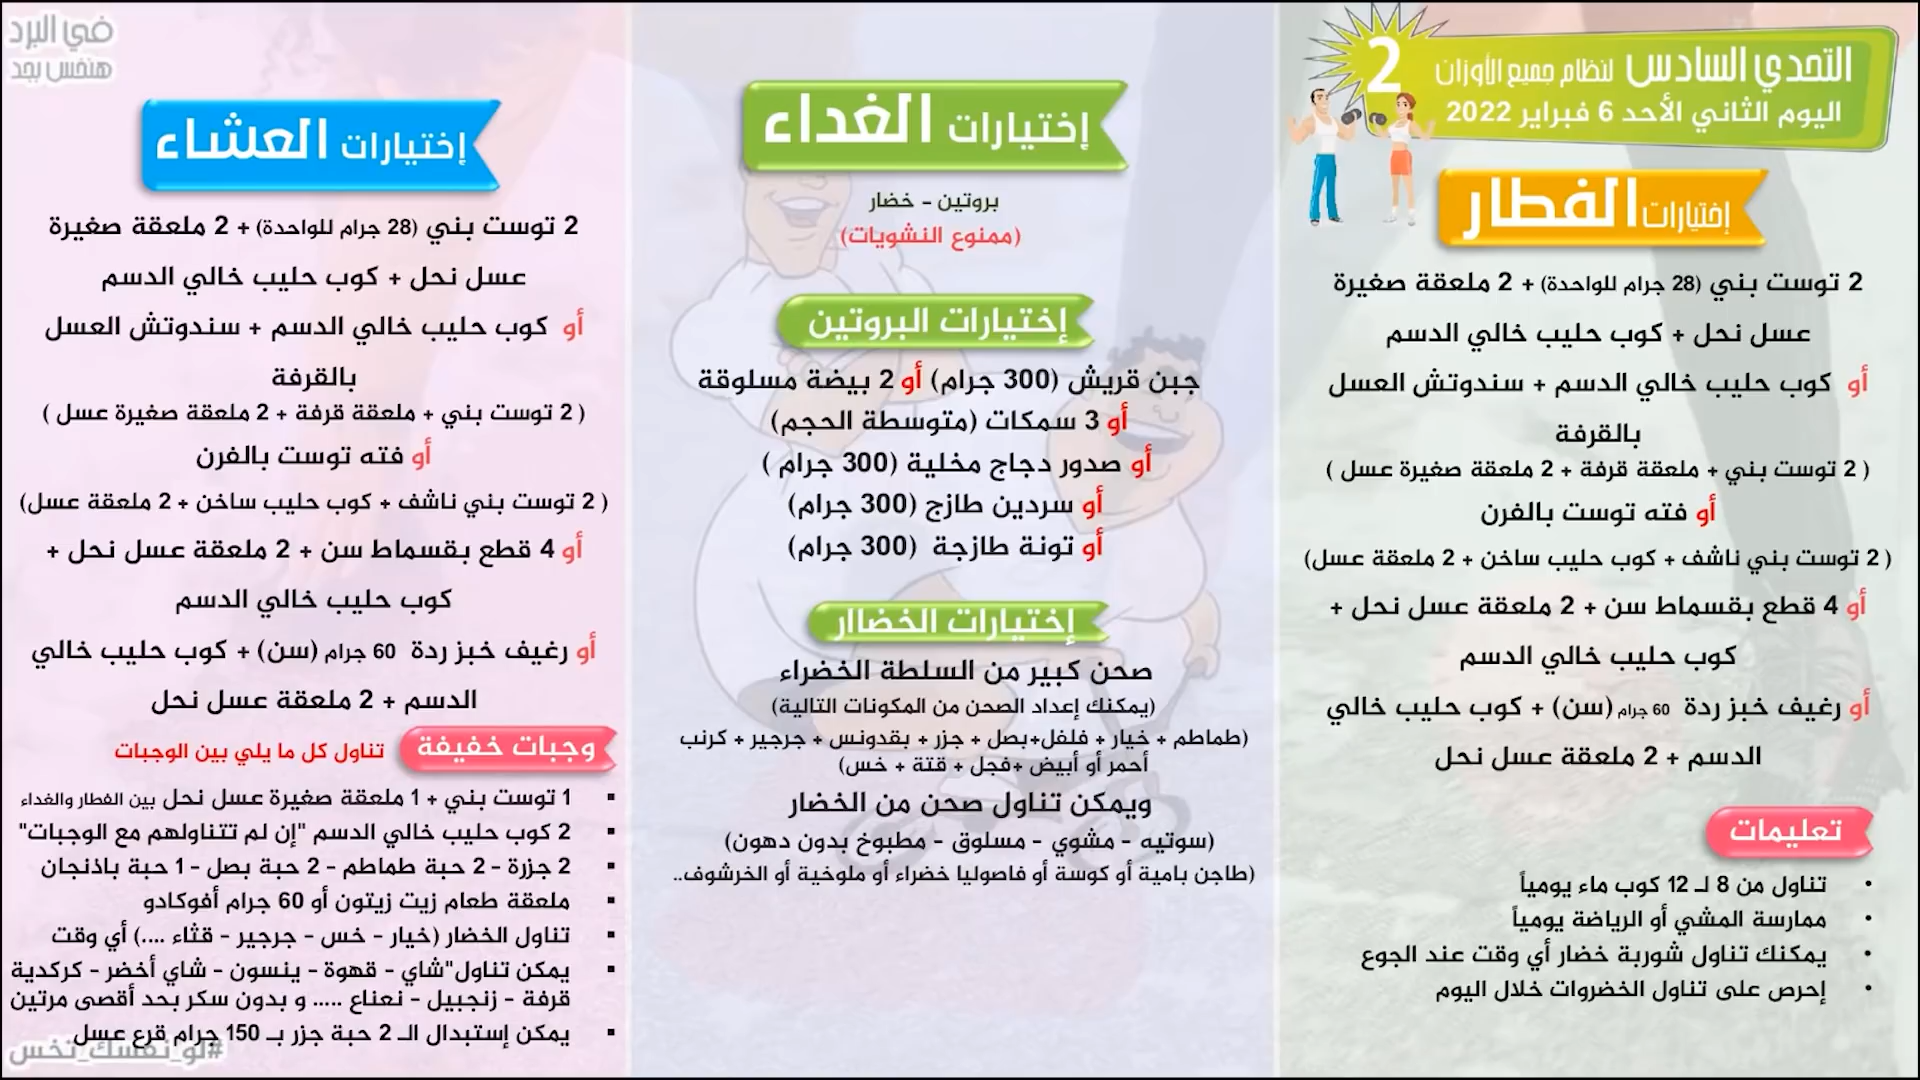 التحدي السادس لنظام جميع الأوزان
2
اليوم الثاني الأحد 6 فبراير 2022
إختيارات الفطار
2 توست بني (28 جرام للواحدة) + 2 ملعقة صغيرة
عسل نحل + كوب حليب خالي الدسم
أو كوب حليب خالي الدسم + سندوتش العسل
بالقرفة
( 2 توست بني + ملعقة قرفة + 2 ملعقة صغيرة عسل )
أو فته توست بالفرن
( 2 توست بني ناشف + كوب حليب ساخن + 2 ملعقة عسل)
أو 4 قطع بقسماط سن + 2 ملعقة عسل نحل +
كوب حليب خالي الدسم
أو رغيف خبز ردة 60 جرام (سن) + كوب حليب خالي
الدسم + 2 ملعقة عسل نحل
تعليمات
• تناول من 8 لـ 12 كوب ماء يومياً
• ممارسة المشي أو الرياضة يومياً
• يمكنك تناول شوربة خضار أي وقت عند الجوع
• إحرص على تناول الخضروات خلال اليوم
إختيارات الغداء
بروتين - خضار
(ممنوع النشويات)
إختيارات البروتين
جبن قريش (300 جرام) أو 2 بيضة مسلوقة
أو 3 سمكات (متوسطة الحجم)
أو صدور دجاج مخلية (300 جرام )
أو سردين طازج (300 جرام)
أو تونة طازجة (300 جرام)
إختيارات الخضاار
صحن كبير من السلطة الخضراء
(يمكنك إعداد الصحن من المكونات التالية)
(طماطم + خيار + فلفل+بصل + جزر + بقدونس + جرجير + كرنب
أحمر أو أبيض +فجل + قتة + خس)
ويمكن تناول صحن من الخضار
(سوتيه - مشوي - مسلوق - مطبوخ بدون دهون)
(طاجن بامية أو كوسة أو فاصوليا خضراء أو ملوخية أو الخرشوف..
في البرد
هنخس بجد
إختيارات العشاء
2 توست بني (28 جرام للواحدة) + 2 ملعقة صغيرة
عسل نحل + كوب حليب خالي الدسم
أو كوب حليب خالي الدسم + سندوتش العسل
بالقرفة
( 2 توست بني + ملعقة قرفة + 2 ملعقة صغيرة عسل )
أو فته توست بالفرن
( 2 توست بني ناشف + كوب حليب ساخن + 2 ملعقة عسل)
أو 4 قطع بقسماط سن + 2 ملعقة عسل نحل +
كوب حليب خالي الدسم
أو رغيف خبز ردة 60 جرام (سن) + كوب حليب خالي
الدسم + 2 ملعقة عسل نحل
وجبات خفيفة تناول كل ما يلي بين الوجبات
▪ 1 توست بني + 1 ملعقة صغيرة عسل نحل بين الفطار والغداء
▪ 2 كوب حليب خالي الدسم "إن لم تتناولهم مع الوجبات"
▪ 2 جزرة - 2 حبة طماطم - 2 حبة بصل - 1 حبة باذنجان
▪ ملعقة طعام زيت زيتون أو 60 جرام أفوكادو
▪ تناول الخضار (خيار - خس - جرجير - قثاء ....) أي وقت
▪ يمكن تناول"شاي - قهوة - ينسون - شاي أخضر - كركدية
قرفة - زنجبيل - نعناع ..... و بدون سكر بحد أقصى مرتين
▪ يمكن إستبدال الـ 2 حبة جزر بـ 150 جرام قرع عسل
#لو_نفسك_تخس